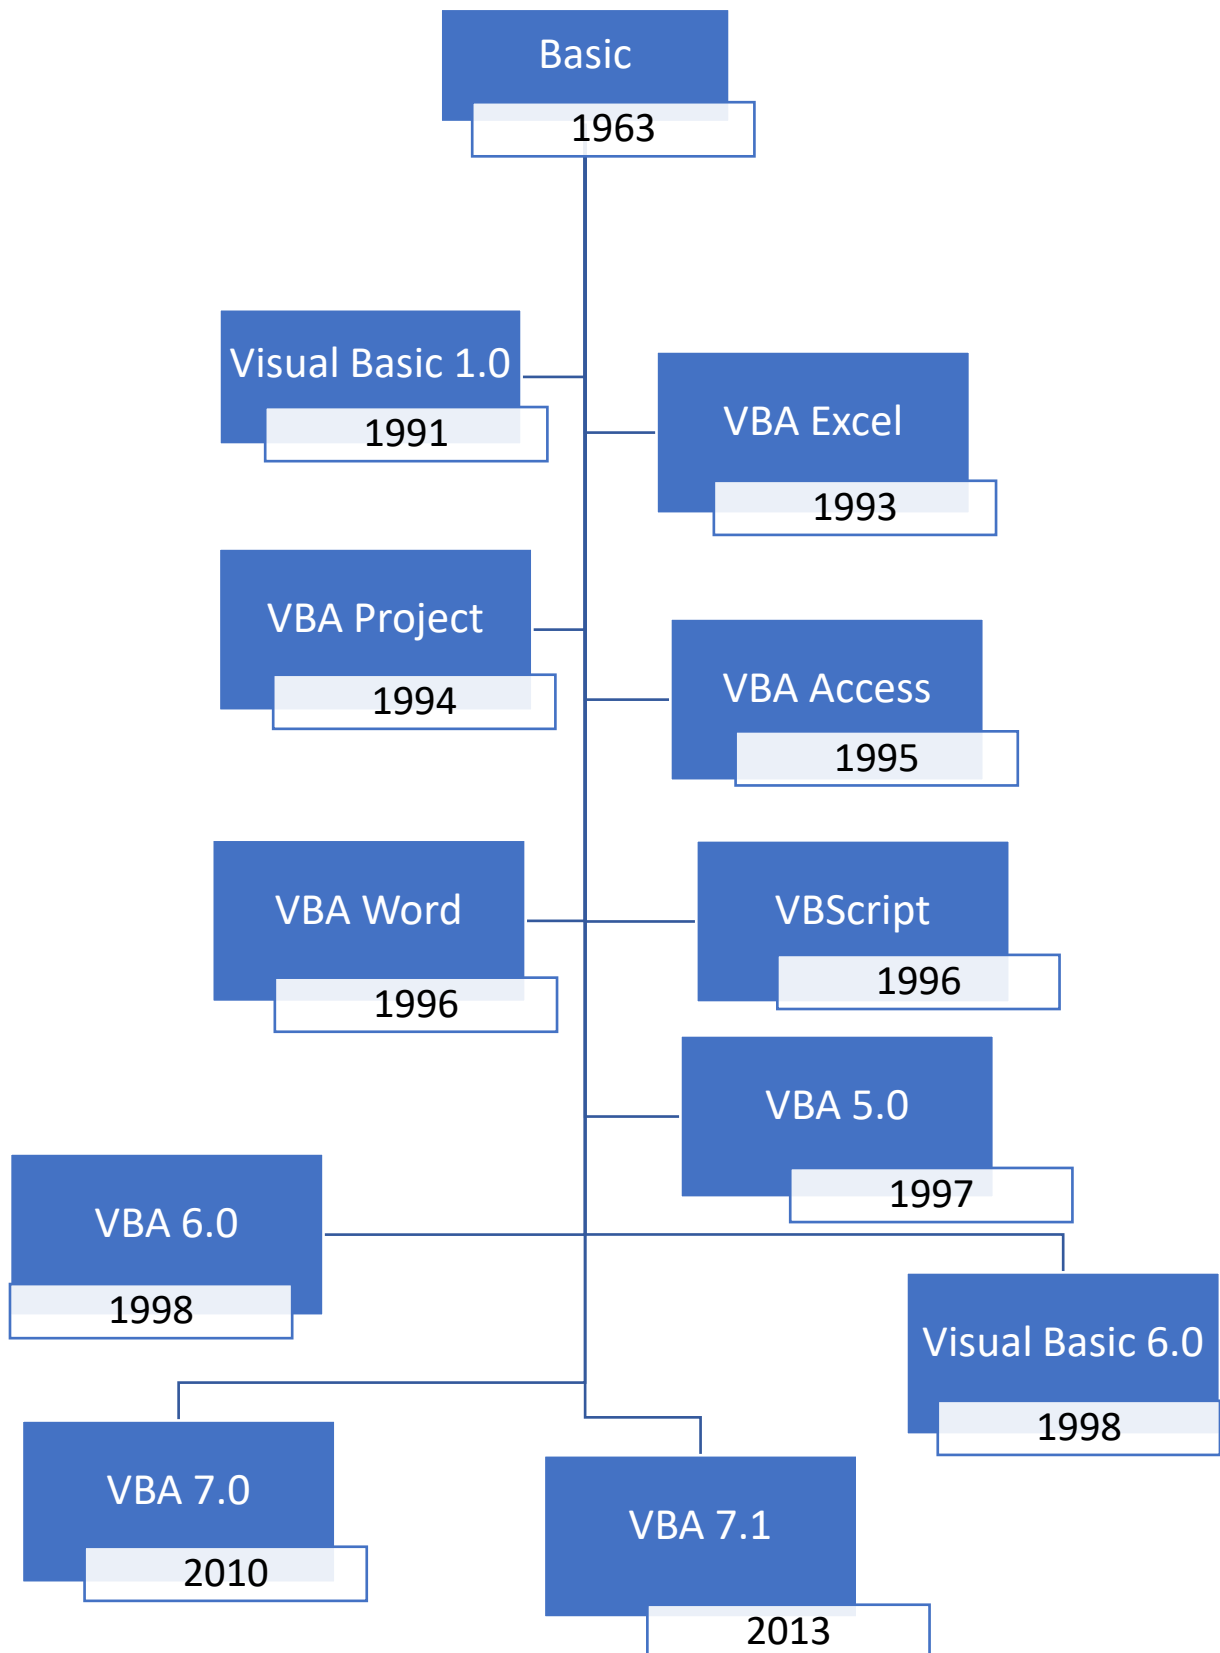 Basic
1963
Visual Basic 1.0
1991
VBA Excel
1993
VBA Project
1994
VBA Access
1995
VBA Word
1996
VBScript
1996
VBA 5.0
1997
VBA 6.0
1998
Visual Basic 6.0
1998
VBA 7.0
2010
VBA 7.1
2013